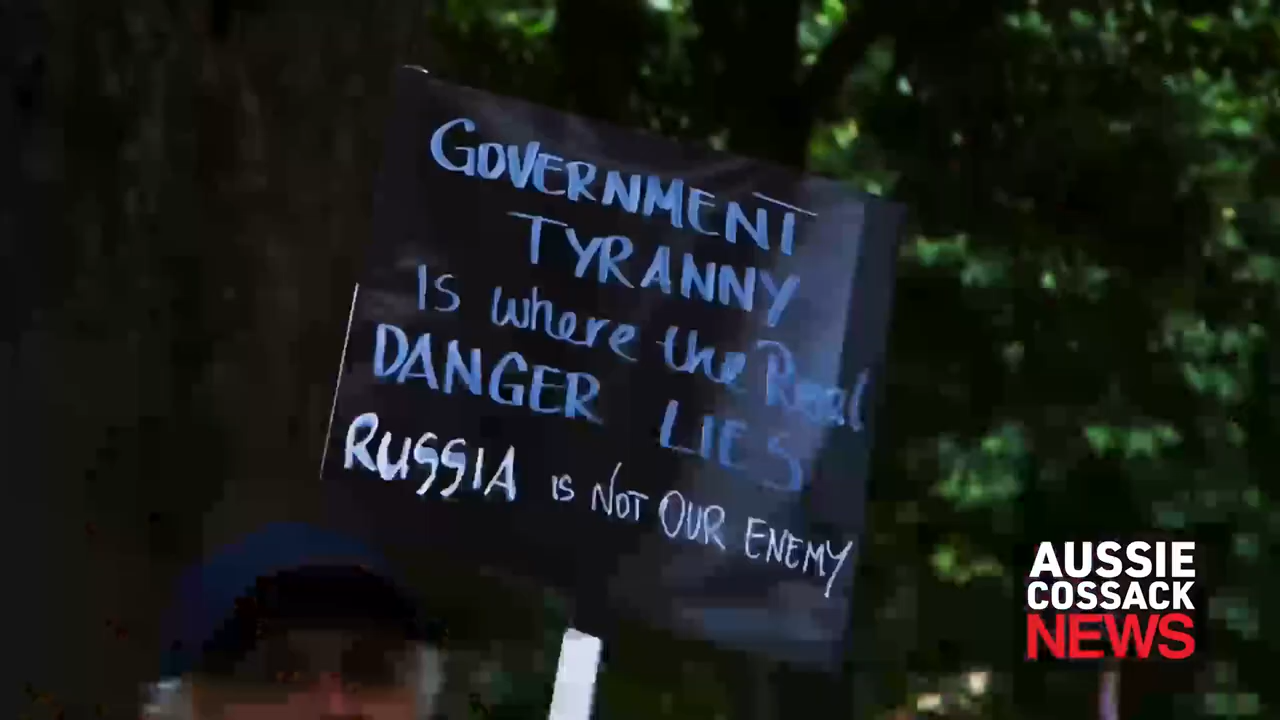 GOVERNMENT
TYRANNY
IS where the Real
DANGER LIES
RUSSIA IS NOT OUR ENEMY
AUSSIE
COSSACK
NEWS